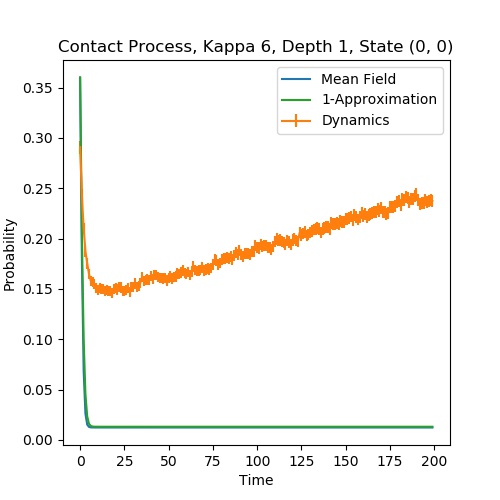 Contact Process, Kappa 6, Depth 1, State (0, 0)
Mean Field
1-Approximation
Dynamics
Probability
0.35
0.30
0.25
0.20
0.15
0.10
0.05
0.00
0 25 50 75 100 125 150 175 200
Time